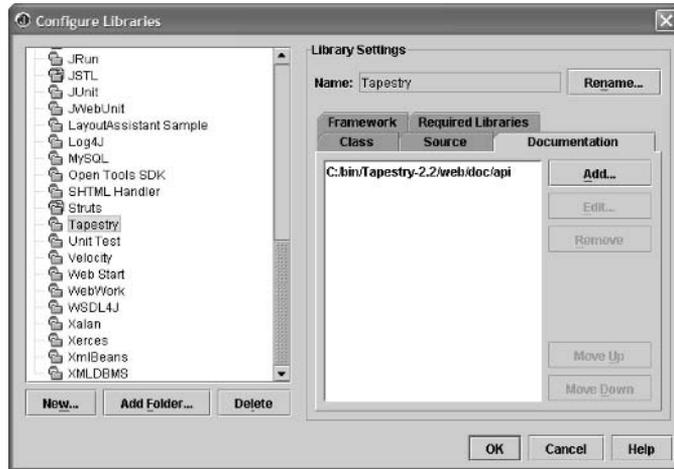 Configure Libraries
JRun
JSTL
JUnit
JWebUnit
LayoutAssistant Sample
Log4J
MySQL
Open Tools SDK
SHTML Handler
Struts
Tapestry
Unit Test
Velocity
Web Start
WebWork
WSDL4J
Xalan
Xerces
XmlBeans
XMLDBMS
New...
Add Folder...
Delete
Library Settings
Name: Tapestry
Rename...
Framework
Required Libraries
Class
Source
Documentation
C:/bin/Tapestry-2.2/web/doc/api
Add...
Edit...
Remove
Move Up
Move Down
OK
Cancel
Help